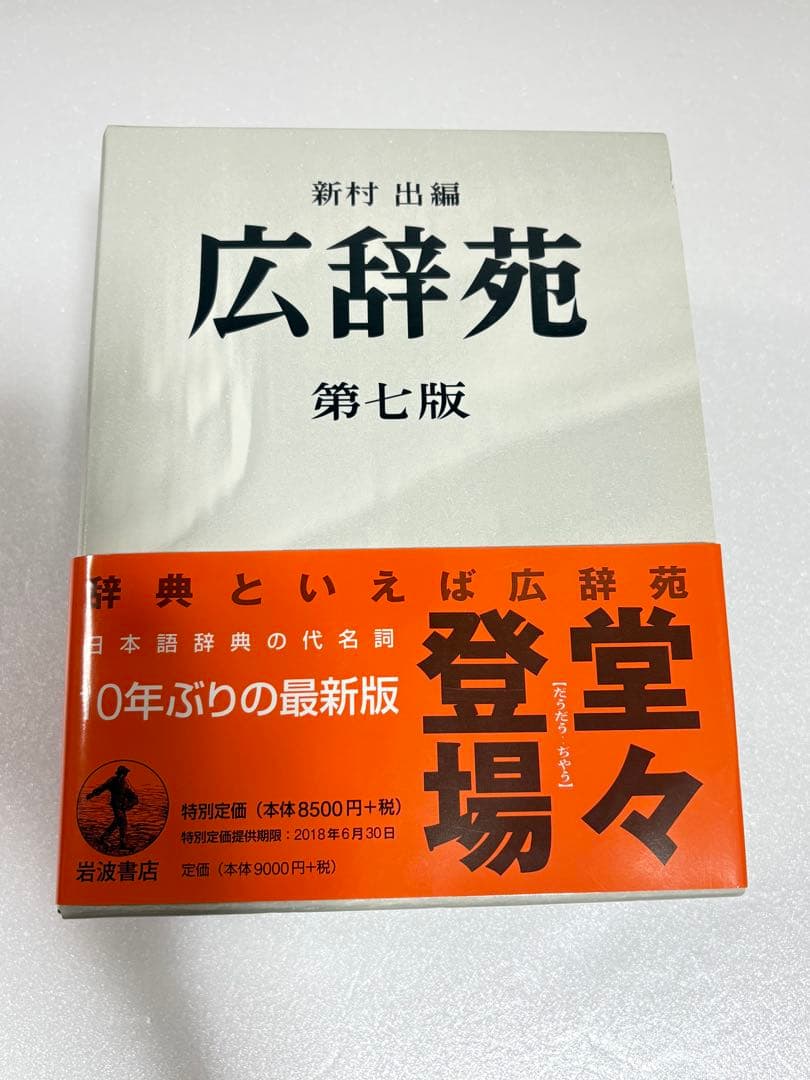 新村 出編
広辞苑
第七版
辞典といえば広辞苑
日本語辞典の代名詞
10年ぶりの最新版
堂々
登場
【だうだう‐ぢやう】
特別定価（本体8500円+税）
特別定価提供期限：2018年6月30日
定価（本体9000円+税）
岩波書店